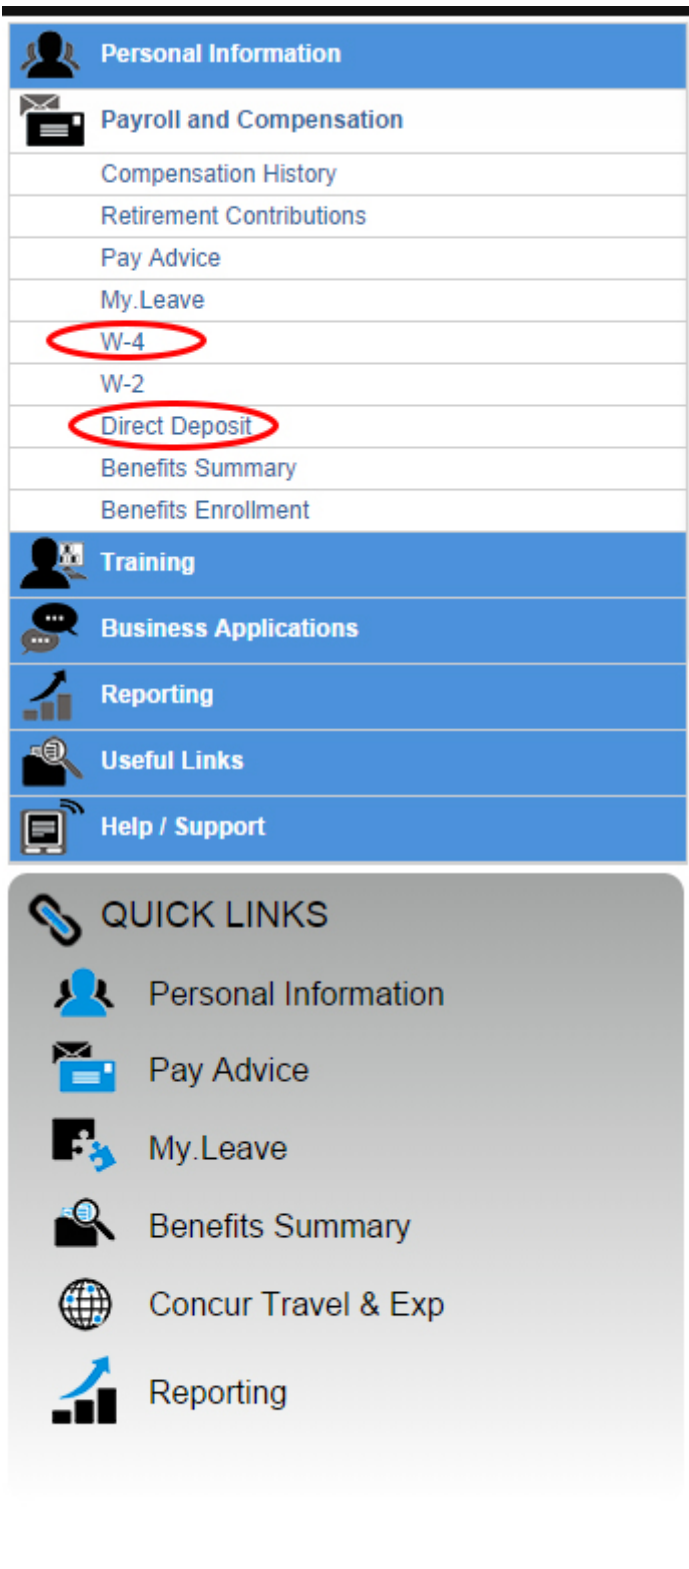 Personal Information
Payroll and Compensation
Compensation History
Retirement Contributions
Pay Advice
My.Leave
W-4
W-2
Direct Deposit
Benefits Summary
Benefits Enrollment
Training
Business Applications
Reporting
Useful Links
Help / Support
QUICK LINKS
Personal Information
Pay Advice
My.Leave
Benefits Summary
Concur Travel & Exp
Reporting